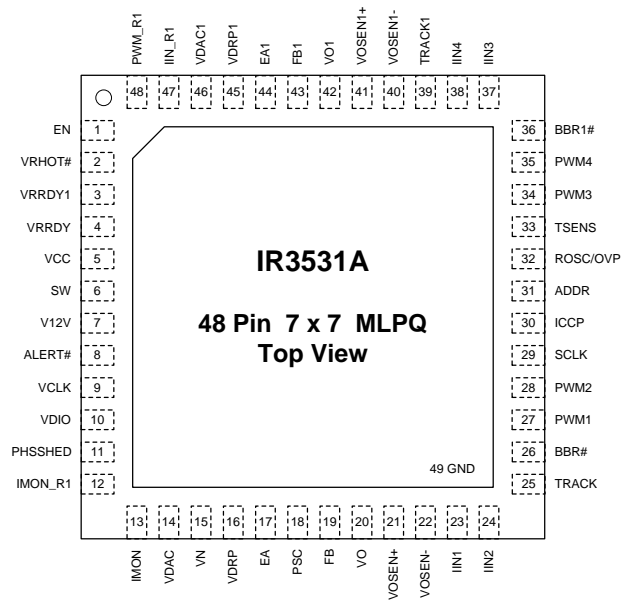 PWM_R1
IIN_R1
VDAC1
VDRP1
EA1
FB1
VO1
VOSEN1+
VOSEN1-
TRACK1
IIN4
IIN3
48 47 46 45 44 43 42 41 40 39 38 37
EN 1
VRHOT# 2
VRRDY1 3
VRRDY 4
VCC 5
SW 6
V12V 7
ALERT# 8
VCLK 9
VDIO 10
PHSSHED 11
IMON_R1 12
IR3531A
48 Pin 7 x 7 MLPQ
Top View
49 GND
36 BBR1#
35 PWM4
34 PWM3
33 TSENS
32 ROSC/OVP
31 ADDR
30 ICCP
29 SCLK
28 PWM2
27 PWM1
26 BBR#
25 TRACK
13 14 15 16 17 18 19 20 21 22 23 24
IMON
VDAC
VN
VDRP
EA
PSC
FB
VO
VOSEN+
VOSEN-
IIN1
IIN2